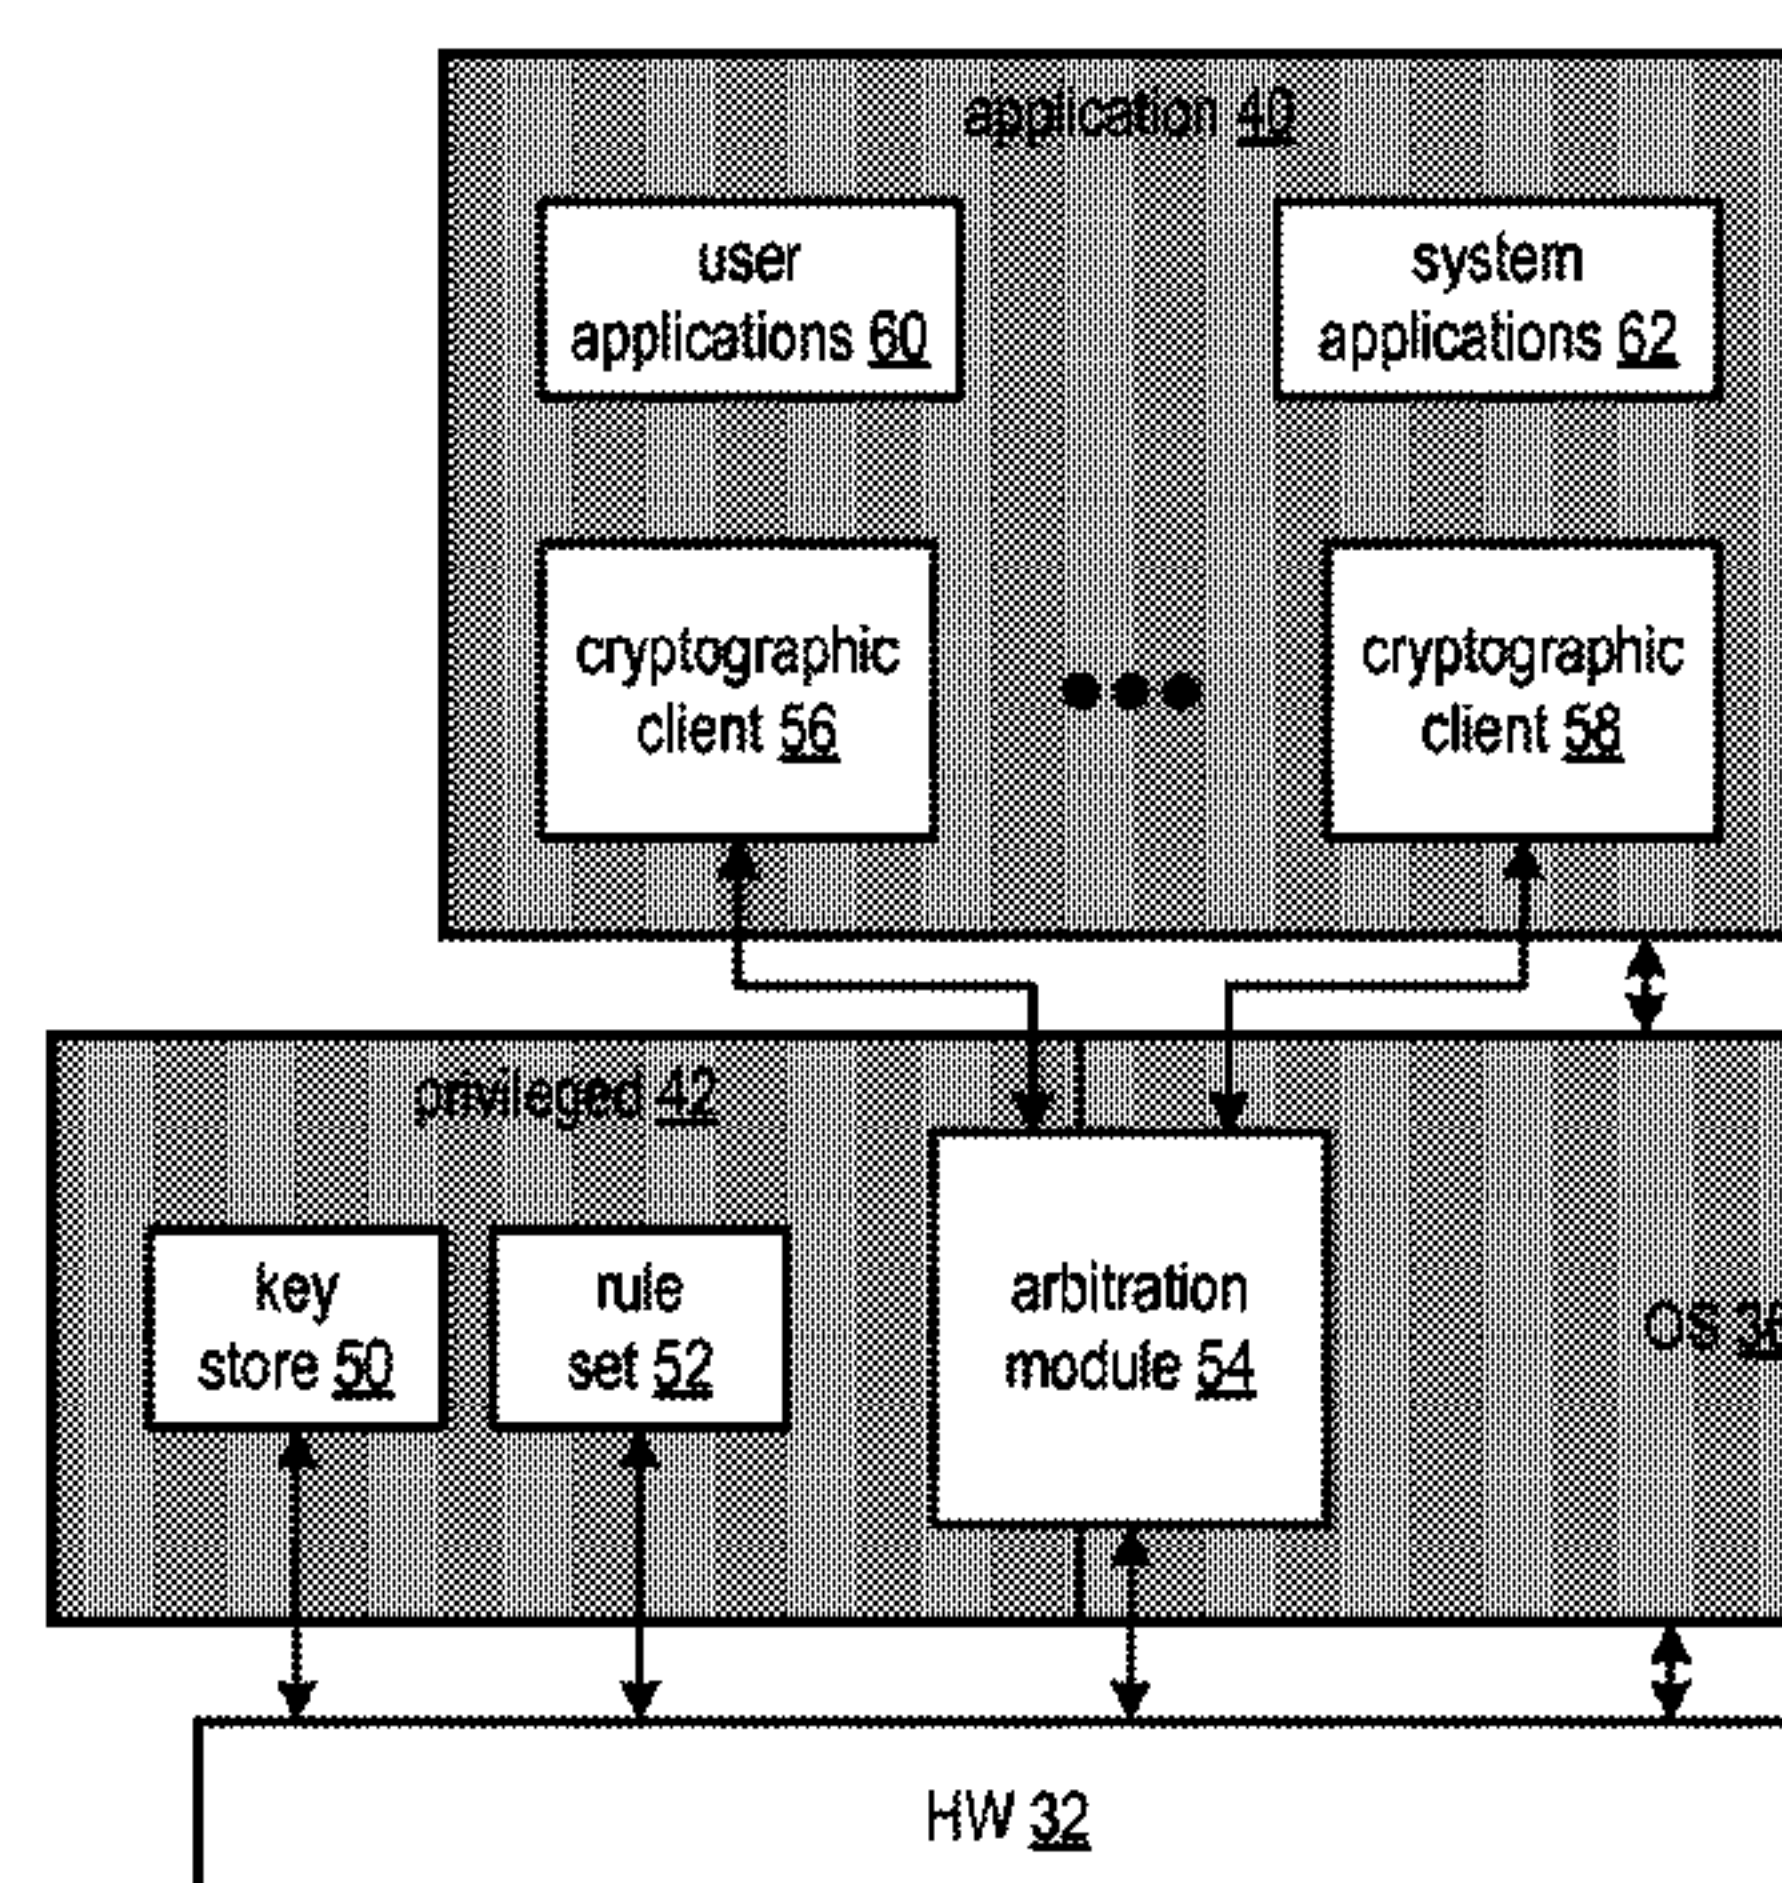 application 40
user
applications 60
system
applications 62
cryptographic
client 56
cryptographic
client 58
privileged 42
key
store 50
rule
set 52
arbitration
module 54
OS
HW 32